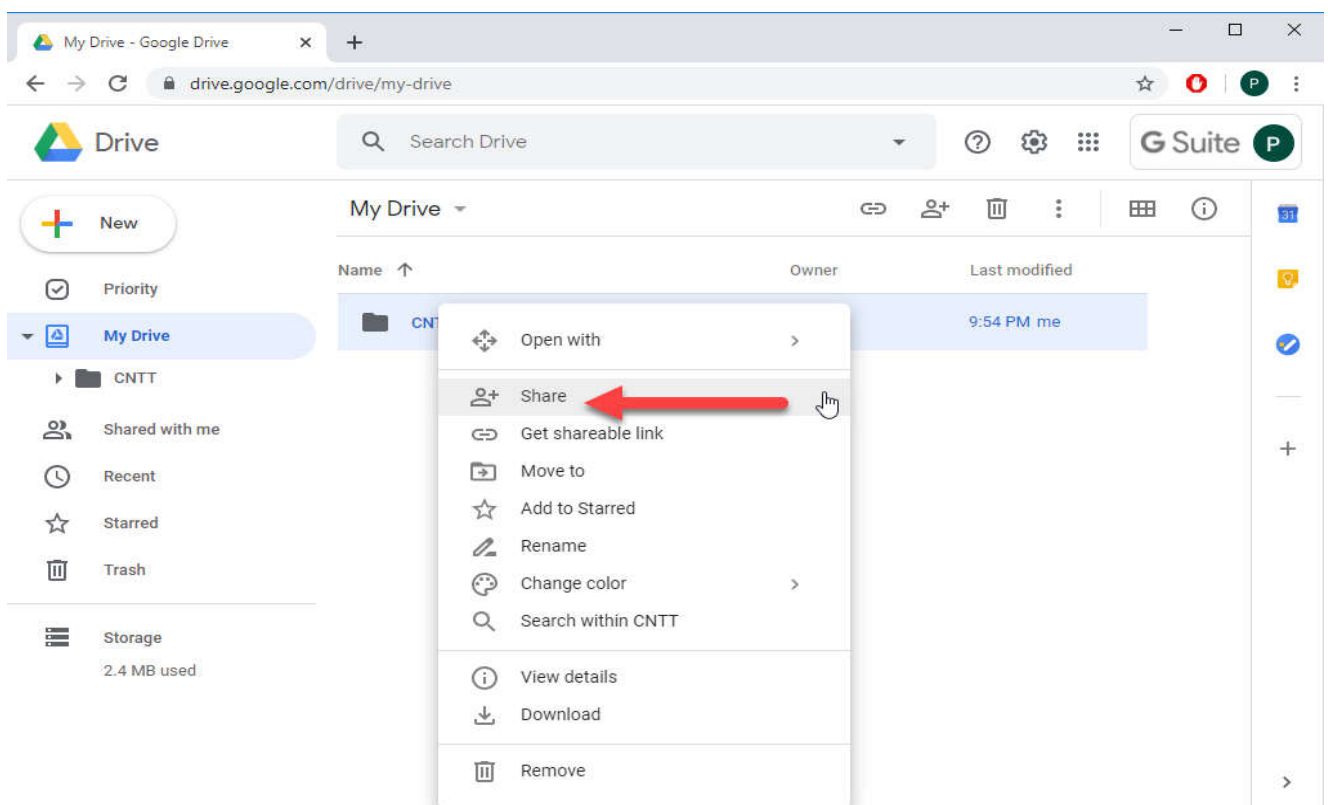 My Drive - Google Drive
drive.google.com/drive/my-drive
P
Drive
Search Drive
G Suite
P
New
My Drive
31
Name
Owner
Last modified
Priority
My Drive
CNTT
Shared with me
Recent
Starred
Trash
Storage
2.4 MB used
CNT
9:54 PM me
Open with
Share
Get shareable link
Move to
Add to Starred
Rename
Change color
Search within CNTT
View details
Download
Remove